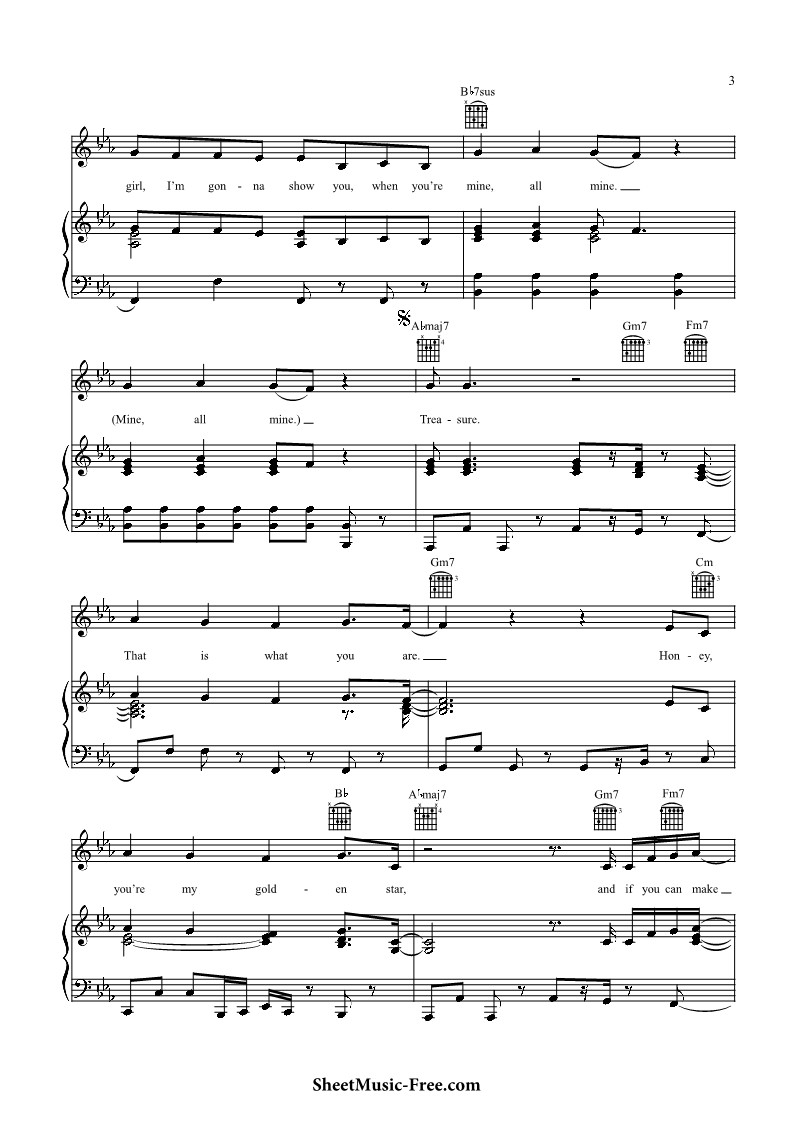 3
B♭7sus
girl, I'm gon - na show you, when you're mine, all mine.
A♭maj7 Gm7 Fm7
4 3
(Mine, all mine.) Trea - sure.
Gm7 Cm
3 3
That is what you are. Hon - ey,
B♭ A♭maj7 Gm7 Fm7
4 3
you're my gold - en star, and if you can make
SheetMusic-Free.com